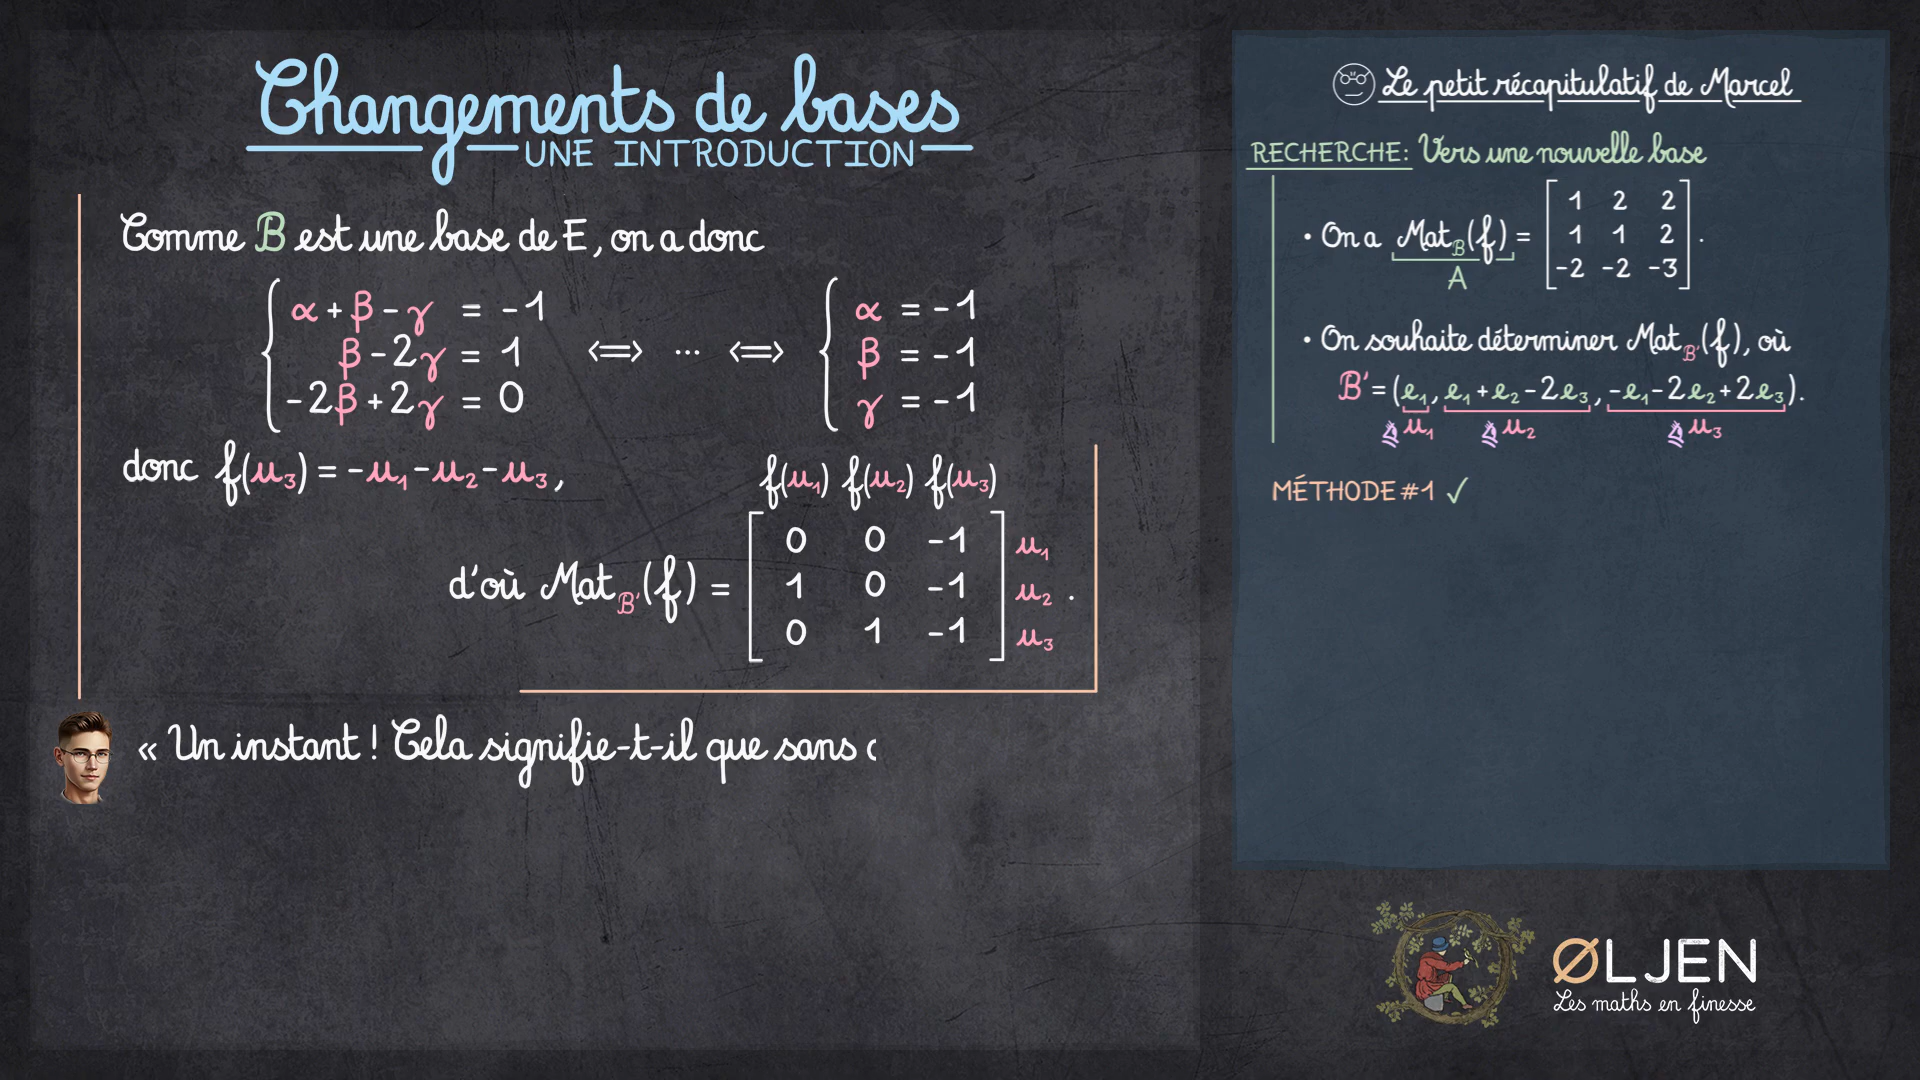 Changements de bases
UNE INTRODUCTION
Comme B est une base de E, on a donc
α + β - γ = -1
β - 2γ = 1
-2β + 2γ = 0
⟺ ... ⟺
α = -1
β = -1
γ = -1
donc f(u₃) = -u₁ - u₂ - u₃,
f(u₁) f(u₂) f(u₃)
0 0 -1 u₁
d'où Mat_B'(f) = 1 0 -1 u₂ .
0 1 -1 u₃
« Un instant ! Cela signifie-t-il que sans
Le petit récapitulatif de Marcel
RECHERCHE: Vers une nouvelle base
1 2 2
• On a Mat_B(f) = 1 1 2 .
-2 -2 -3
A
• On souhaite déterminer Mat_B'(f), où
B' = (e₁, e₁ + e₂ - 2e₃, -e₁ - 2e₂ + 2e₃).
u₁ u₂ u₃
MÉTHODE #1 ✓
ØLJEN
Les maths en finesse